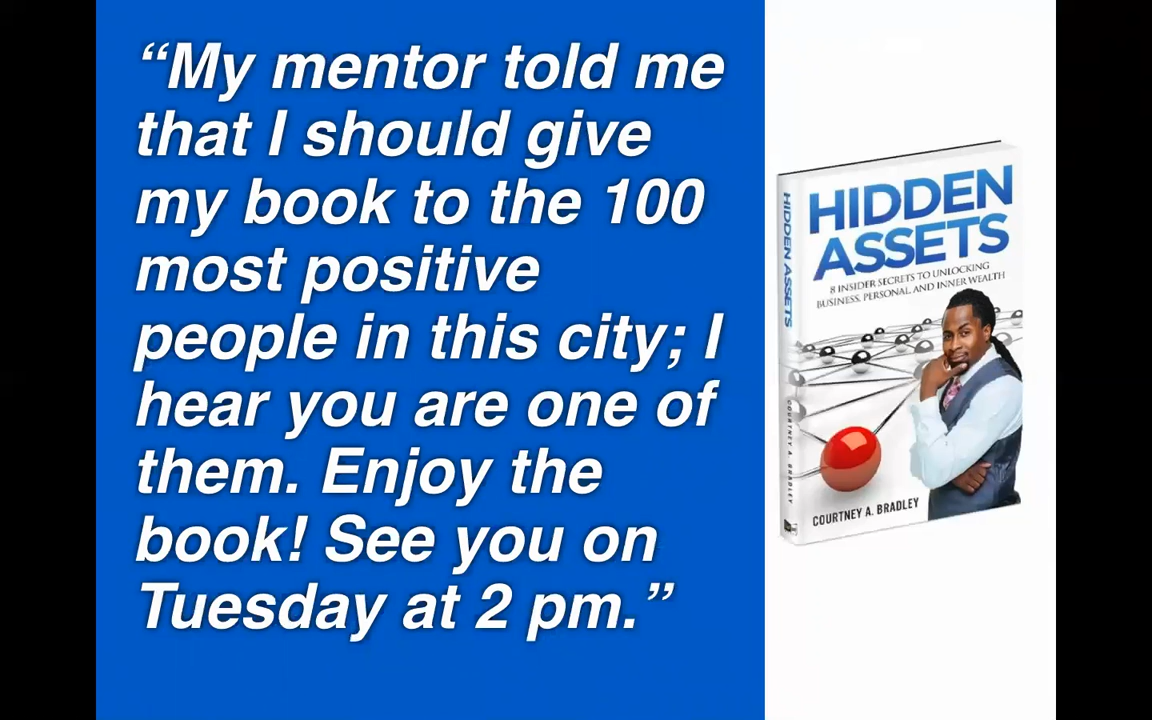 “My mentor told me
that I should give
my book to the 100
most positive
people in this city; I
hear you are one of
them. Enjoy the
book! See you on
Tuesday at 2 pm.”
HIDDEN ASSETS
COURTNEY A. BRADLEY
HIDDEN
ASSETS
8 INSIDER SECRETS TO UNLOCKING
BUSINESS, PERSONAL, AND INNER WEALTH
COURTNEY A. BRADLEY